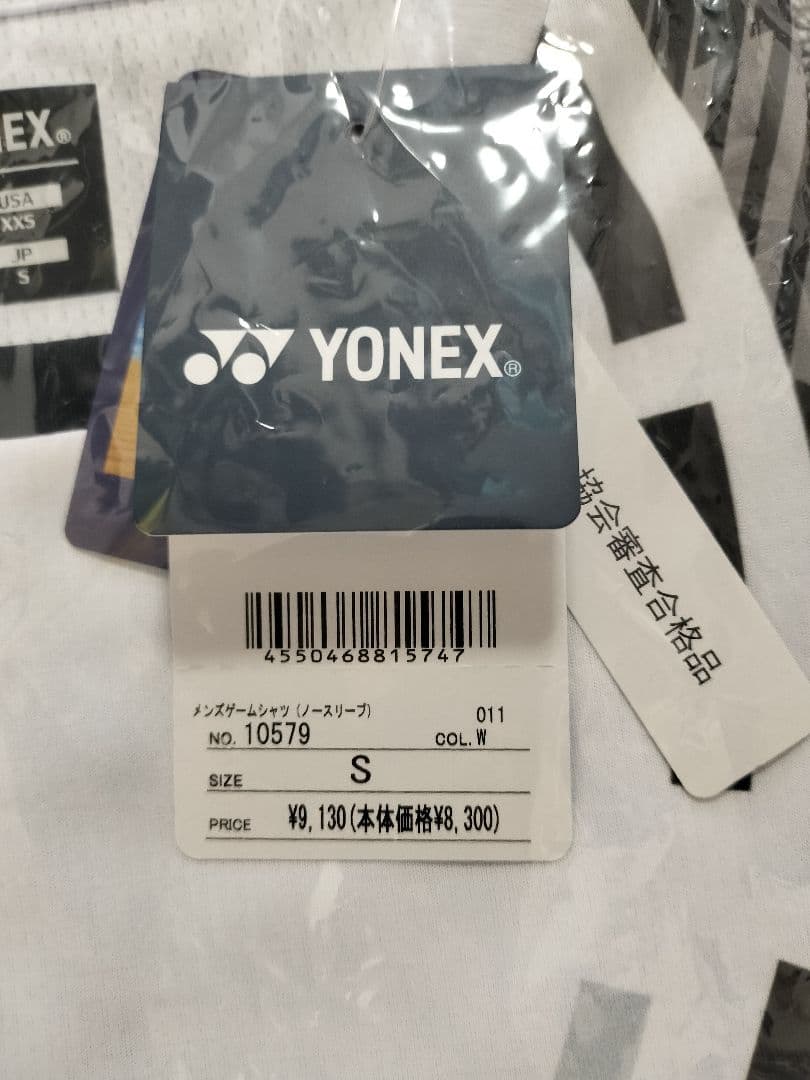 EX®
USA
XXS
JP
S
YONEX®
協会審査合格品
4550468815747
メンズゲームシャツ(ノースリーブ) 011
NO. 10579 COL. W
SIZE S
PRICE ¥9,130(本体価格¥8,300)